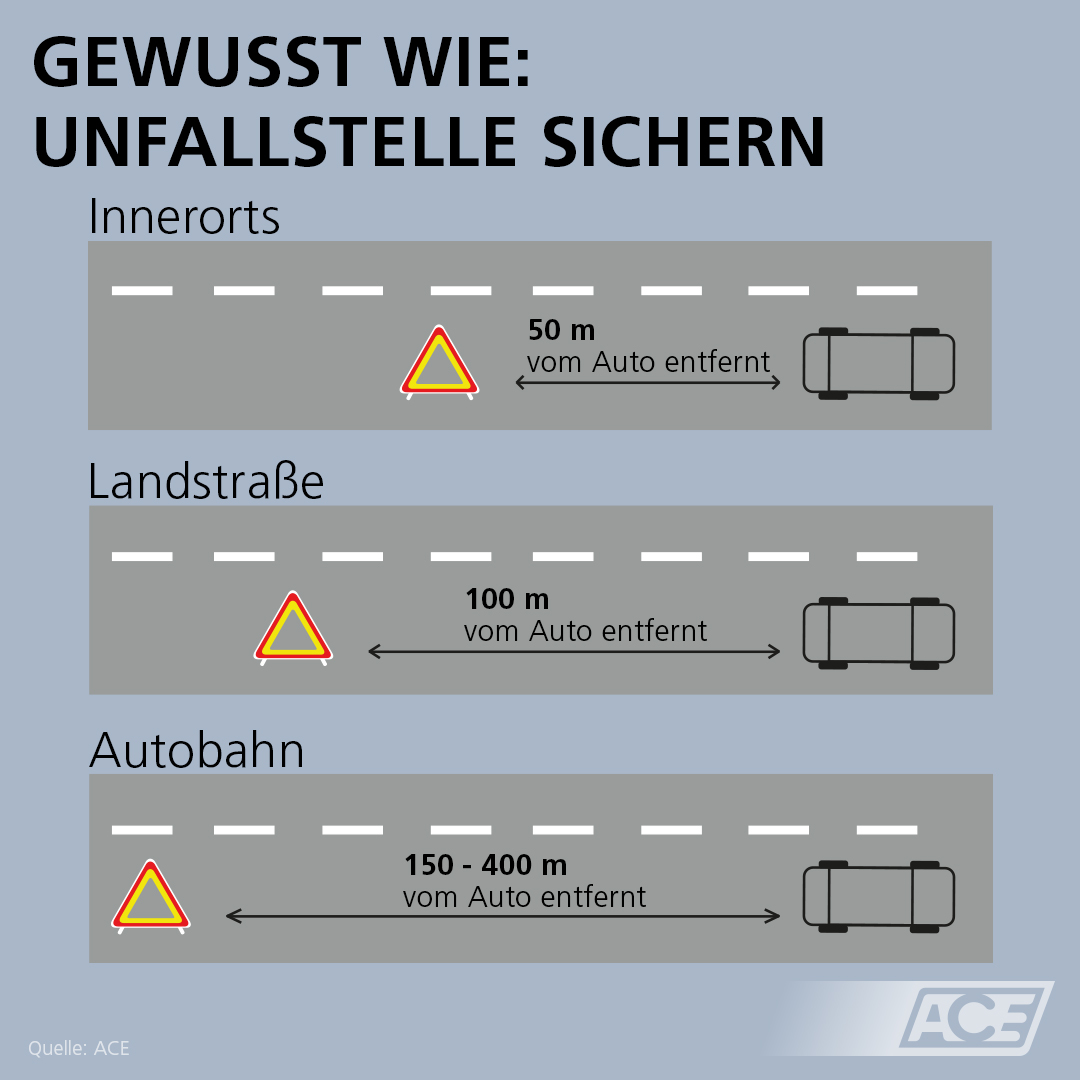 GEWUSST WIE:
UNFALLSTELLE SICHERN
Innerorts
50 m
vom Auto entfernt
Landstraße
100 m
vom Auto entfernt
Autobahn
150 - 400 m
vom Auto entfernt
ACE
Quelle: ACE